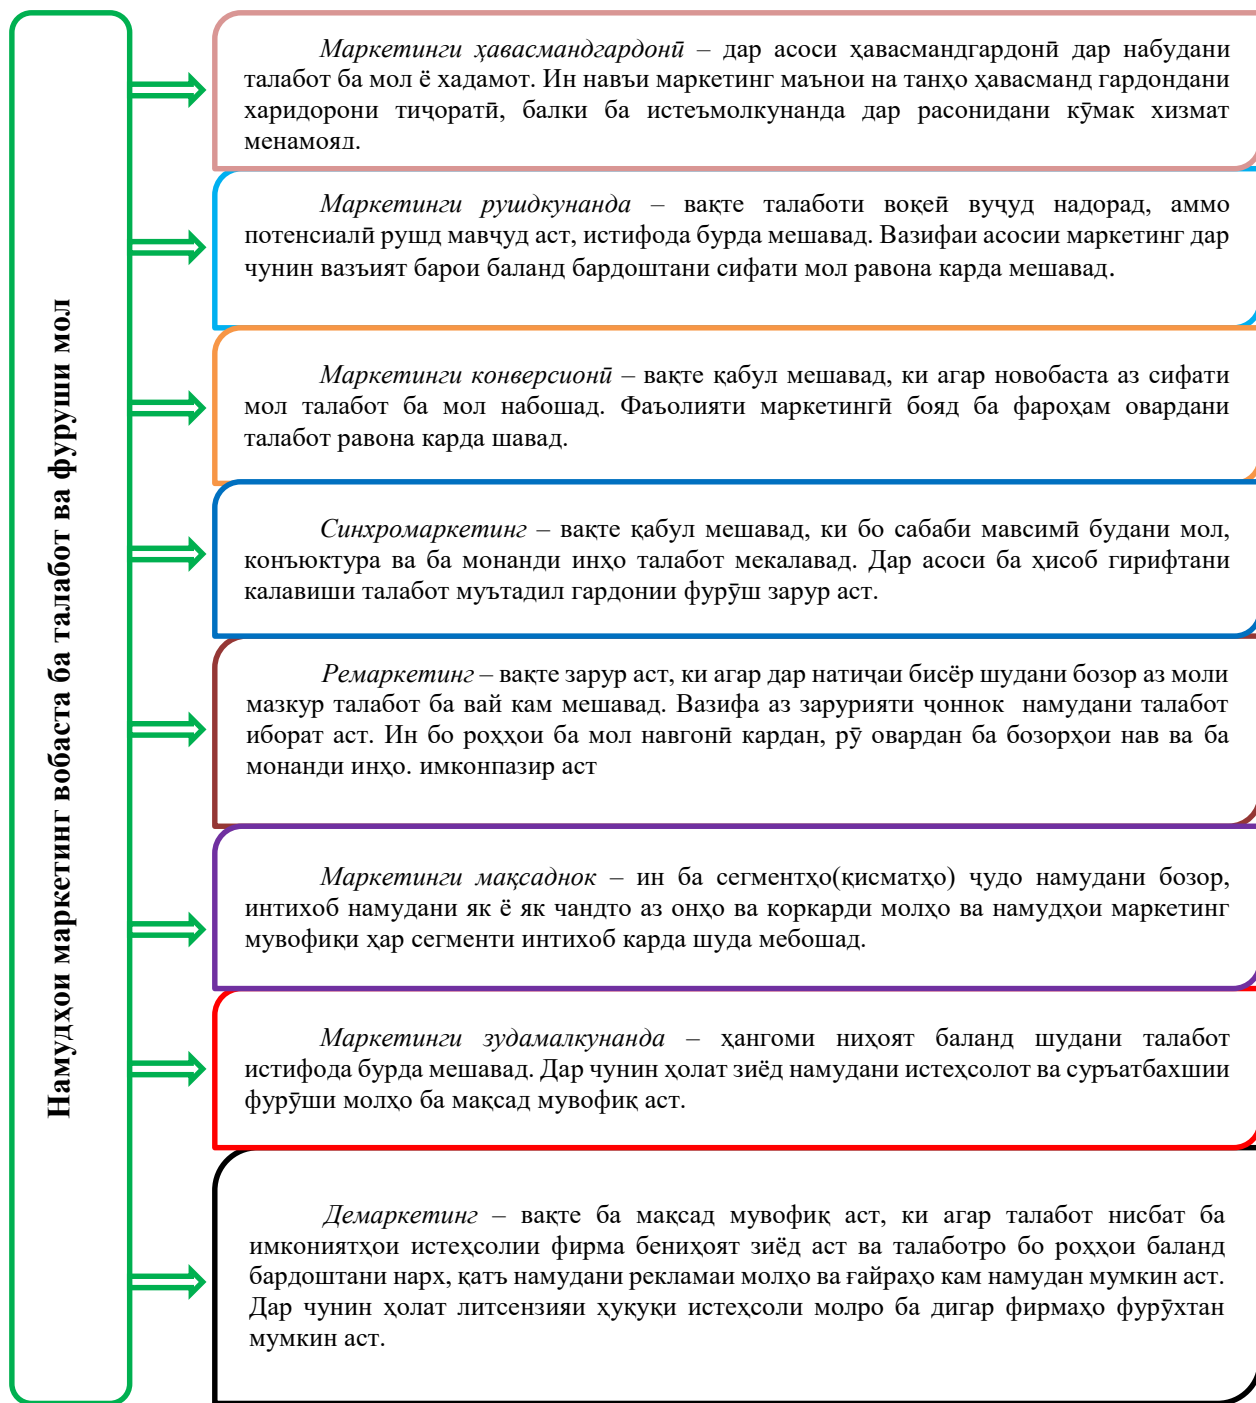 Намудҳои маркетинг вобаста ба талабот ва фуруши мол
Маркетинги ҳавасмандгардонӣ – дар асоси ҳавасмандгардонӣ дар набудани
талабот ба мол ё хадамот. Ин навъи маркетинг маънои на танҳо ҳавасманд гардондани
харидорони тиҷоратӣ, балки ба истеъмолкунанда дар расонидани кӯмак хизмат
менамояд.
Маркетинги рушдкунанда – вақте талаботи воқеӣ вуҷуд надорад, аммо
потенсиалӣ рушд мавҷуд аст, истифода бурда мешавад. Вазифаи асосии маркетинг дар
чунин вазъият барои баланд бардоштани сифати мол равона карда мешавад.
Маркетинги конверсионӣ – вақте қабул мешавад, ки агар новобаста аз сифати
мол талабот ба мол набошад. Фаъолияти маркетингӣ бояд ба фароҳам овардани
талабот равона карда шавад.
Синхромаркетинг – вақте қабул мешавад, ки бо сабаби мавсимӣ будани мол,
конъюктура ва ба монанди инҳо талабот мекалавад. Дар асоси ба ҳисоб гирифтани
калавиши талабот муътадил гардонии фурӯш зарур аст.
Ремаркетинг – вақте зарур аст, ки агар дар натиҷаи бисёр шудани бозор аз моли
мазкур талабот ба вай кам мешавад. Вазифа аз зарурияти ҷоннок намудани талабот
иборат аст. Ин бо роҳҳои ба мол навгонӣ кардан, рӯ овардан ба бозорҳои нав ва ба
монанди инҳо. имконпазир аст
Маркетинги мақсаднок – ин ба сегментҳо(қисматҳо) ҷудо намудани бозор,
интихоб намудани як ё як чандто аз онҳо ва коркарди молҳо ва намудҳои маркетинг
мувофиқи ҳар сегменти интихоб карда шуда мебошад.
Маркетинги зудамалкунанда – ҳангоми ниҳоят баланд шудани талабот
истифода бурда мешавад. Дар чунин ҳолат зиёд намудани истеҳсолот ва суръатбахшии
фурӯши молҳо ба мақсад мувофиқ аст.
Демаркетинг – вақте ба мақсад мувофиқ аст, ки агар талабот нисбат ба
имкониятҳои истеҳсолии фирма бениҳоят зиёд аст ва талаботро бо роҳҳои баланд
бардоштани нарх, қатъ намудани рекламаи молҳо ва ғайраҳо кам намудан мумкин аст.
Дар чунин ҳолат литсензияи ҳуқуқи истеҳсоли молро ба дигар фирмаҳо фурӯхтан
мумкин аст.